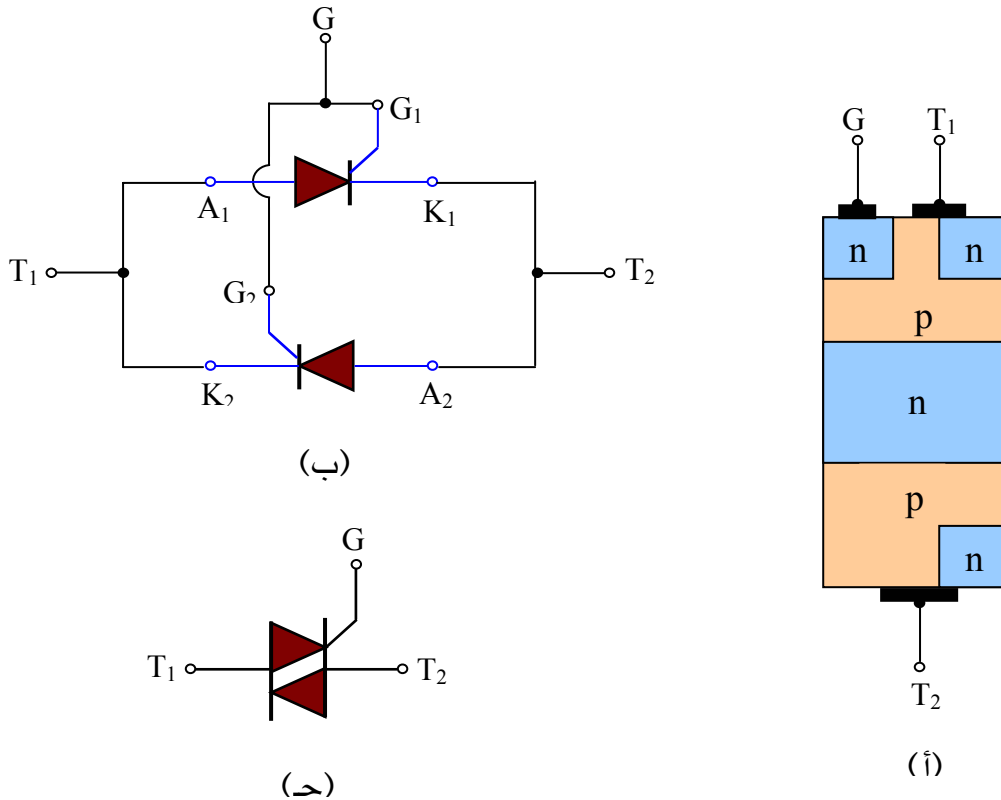 G
G₁
A₁ K₁
T₁ T₂
G₂
K₂ A₂
(ب)
G
T₁ T₂
(جـ)
G T₁
n n
p
n
p
n
T₂
(أ)